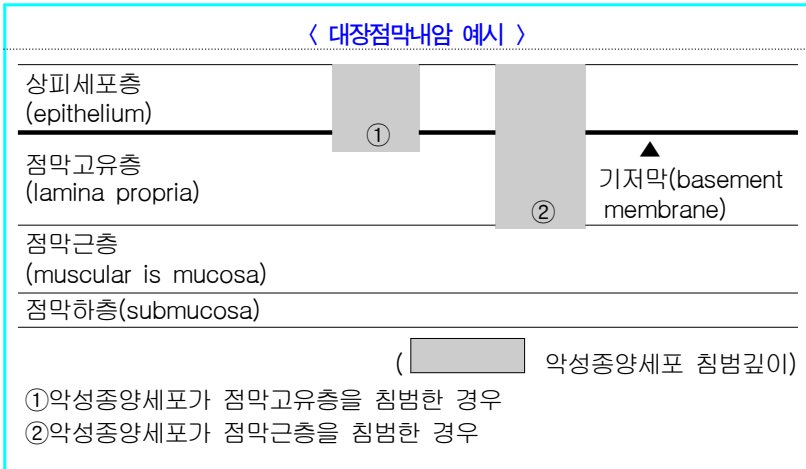 < 대장점막내암 예시 >
상피세포층
(epithelium)
①
점막고유층
(lamina propria)
▲
기저막(basement
membrane)
②
점막근층
(muscular is mucosa)
점막하층(submucosa)
( 악성종양세포 침범깊이)
①악성종양세포가 점막고유층을 침범한 경우
②악성종양세포가 점막근층을 침범한 경우